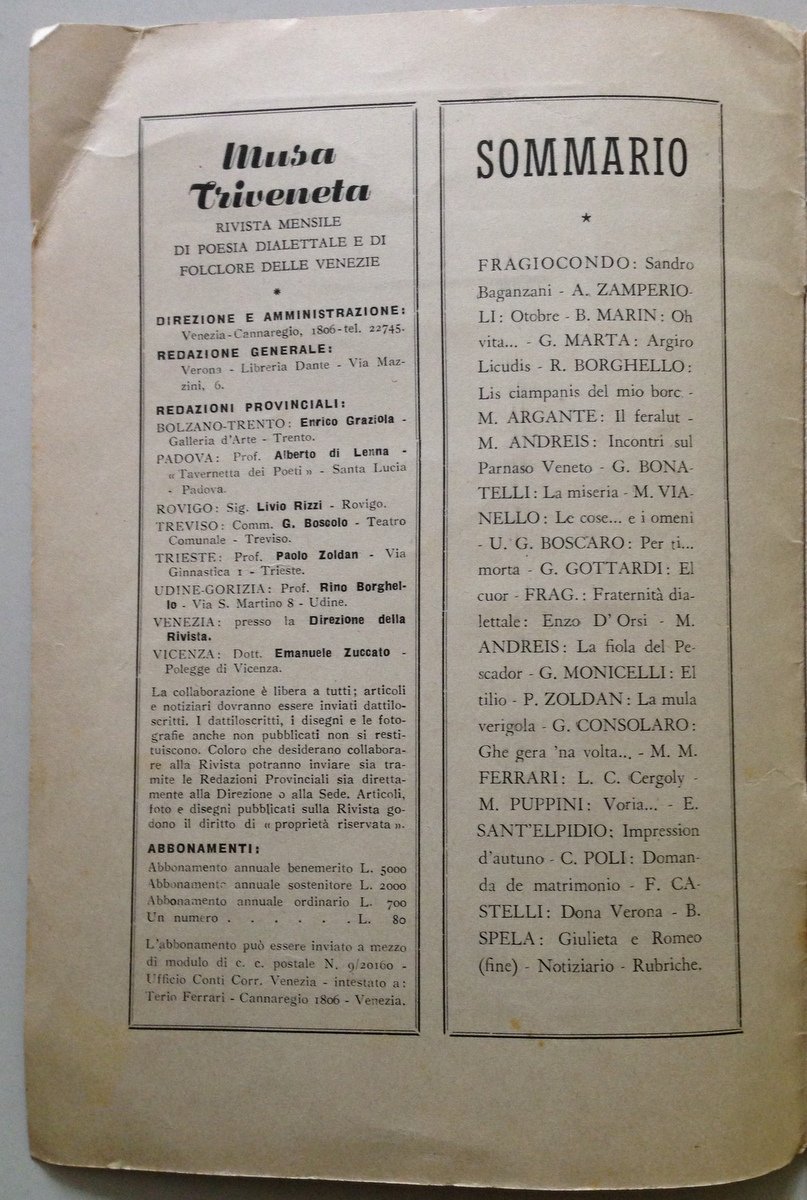 Musa
Triveneta
RIVISTA MENSILE
DI POESIA DIALETTALE E DI
FOLCLORE DELLE VENEZIE
*
DIREZIONE E AMMINISTRAZIONE:
Venezia-Cannaregio, 1806-tel. 22745.
REDAZIONE GENERALE:
Verona - Libreria Dante - Via Maz-
zini, 6.
REDAZIONI PROVINCIALI:
BOLZANO-TRENTO: Enrico Graziola -
Galleria d'Arte - Trento.
PADOVA: Prof. Alberto di Lenna -
« Tavernetta dei Poeti » - Santa Lucia
- Padova.
ROVIGO: Sig. Livio Rizzi - Rovigo.
TREVISO: Comm. G. Boscolo - Teatro
Comunale - Treviso.
TRIESTE: Prof. Paolo Zoldan - Via
Ginnastica 1 - Trieste.
UDINE-GORIZIA: Prof. Rino Borghel-
lo - Via S. Martino 8 - Udine.
VENEZIA: presso la Direzione della
Rivista.
VICENZA: Dott. Emanuele Zuccato -
Polegge di Vicenza.
La collaborazione è libera a tutti; articoli
e notiziari dovranno essere inviati dattilo-
scritti. I dattiloscritti, i disegni e le foto-
grafie anche non pubblicati non si resti-
tuiscono. Coloro che desiderano collabora-
re alla Rivista potranno inviare sia tra-
mite le Redazioni Provinciali sia diretta-
mente alla Direzione o alla Sede. Articoli,
foto e disegni pubblicati sulla Rivista go-
dono il diritto di « proprietà riservata ».
ABBONAMENTI:
Abbonamento annuale benemerito L. 5000
Abbonamento annuale sostenitore L. 2000
Abbonamento annuale ordinario L. 700
Un numero . . . . . . L. 80
L'abbonamento può essere inviato a mezzo
di modulo di c. c. postale N. 9/20160 -
Ufficio Conti Corr. Venezia - intestato a:
Terio Ferrari - Cannaregio 1806 - Venezia.
SOMMARIO
★
FRAGIOCONDO: Sandro
Baganzani - A. ZAMPERIO-
LI: Otobre - B. MARIN: Oh
vita... - G. MARTA: Argiro
Licudis - R. BORGHELLO:
Lis ciampanis del mio borc -
M. ARGANTE: Il feralut -
M. ANDREIS: Incontri sul
Parnaso Veneto - G. BONA-
TELLI: La miseria - M. VIA-
NELLO: Le cose... e i omeni
- U. G. BOSCARO: Per ti...
morta - G. GOTTARDI: El
cuor - FRAG.: Fraternità dia-
lettale: Enzo D' Orsi - M.
ANDREIS: La fiola del Pe-
scador - G. MONICELLI: El
tilio - P. ZOLDAN: La mula
verigola - G. CONSOLARO:
Ghe gera 'na volta... - M. M.
FERRARI: L. C. Cergoly -
M. PUPPINI: Voria... - E.
SANT'ELPIDIO: Impression
d'autuno - C. POLI: Doman-
da de matrimonio - F. CA-
STELLI: Dona Verona - B.
SPELA: Giulieta e Romeo
(fine) - Notiziario - Rubriche.